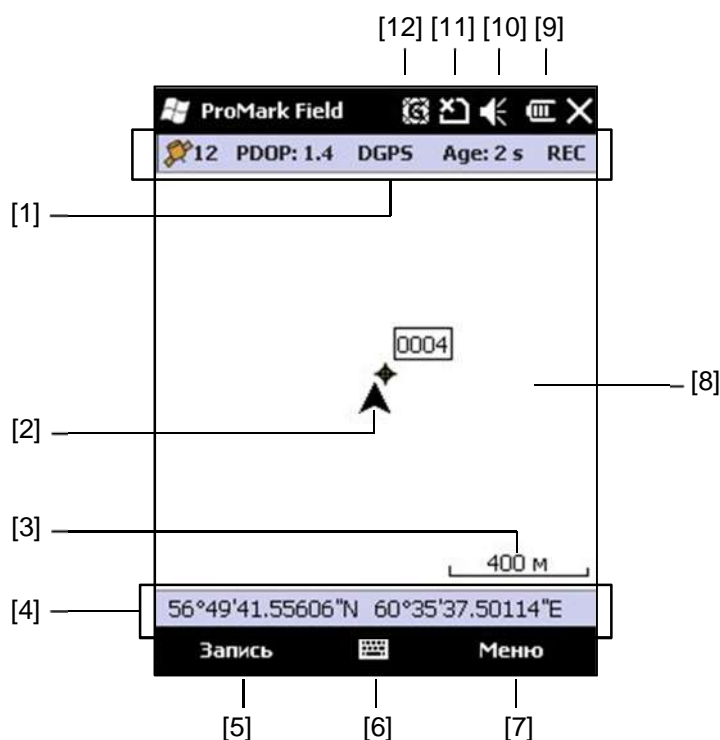 [12] [11] [10] [9]
ProMark Field
12 PDOP: 1.4 DGPS Age: 2 s REC
[1]
0004
[8]
[2]
[3]
400 м
[4]
56°49'41.55606"N 60°35'37.50114"E
Запись Меню
[5] [6] [7]